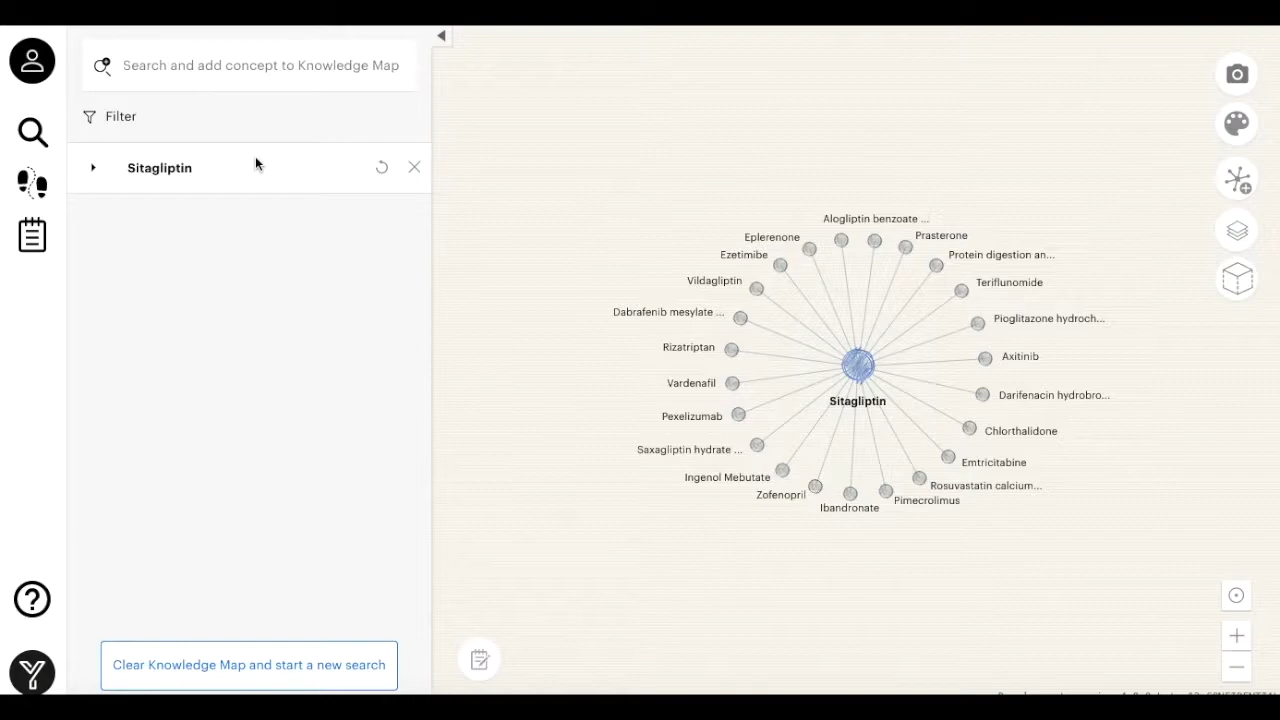 Search and add concept to Knowledge Map
Filter
Sitagliptin
Clear Knowledge Map and start a new search
Alogliptin benzoate ...
Eplerenone
Prasterone
Ezetimibe
Protein digestion an...
Vildagliptin
Teriflunomide
Dabrafenib mesylate ...
Pioglitazone hydroch...
Rizatriptan
Axitinib
Vardenafil
Darifenacin hydrobro...
Sitagliptin
Pexelizumab
Chlorthalidone
Saxagliptin hydrate ...
Emtricitabine
Ingenol Mebutate
Rosuvastatin calcium...
Zofenopril
Pimecrolimus
Ibandronate